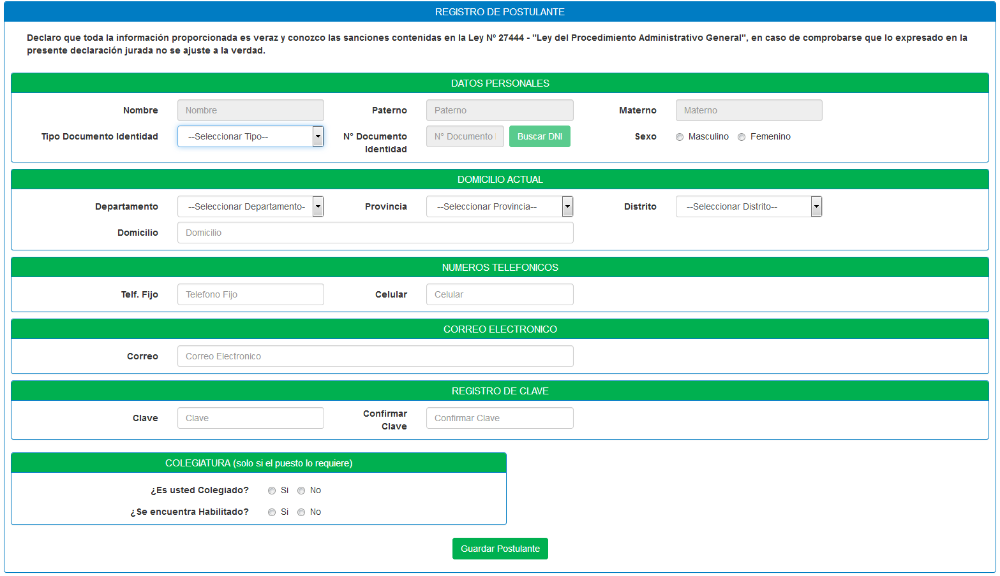 REGISTRO DE POSTULANTE
Declaro que toda la información proporcionada es veraz y conozco las sanciones contenidas en la Ley Nº 27444 - "Ley del Procedimiento Administrativo General", en caso de comprobarse que lo expresado en la
presente declaración jurada no se ajuste a la verdad.
DATOS PERSONALES
Nombre Nombre Paterno Paterno Materno Materno
Tipo Documento Identidad --Seleccionar Tipo-- N° Documento Identidad N° Documento Buscar DNI Sexo Masculino Femenino
DOMICILIO ACTUAL
Departamento --Seleccionar Departamento- Provincia --Seleccionar Provincia-- Distrito --Seleccionar Distrito--
Domicilio Domicilio
NUMEROS TELEFONICOS
Telf. Fijo Telefono Fijo Celular Celular
CORREO ELECTRONICO
Correo Correo Electronico
REGISTRO DE CLAVE
Clave Clave Confirmar Clave Confirmar Clave
COLEGIATURA (solo si el puesto lo requiere)
¿Es usted Colegiado? Si No
¿Se encuentra Habilitado? Si No
Guardar Postulante